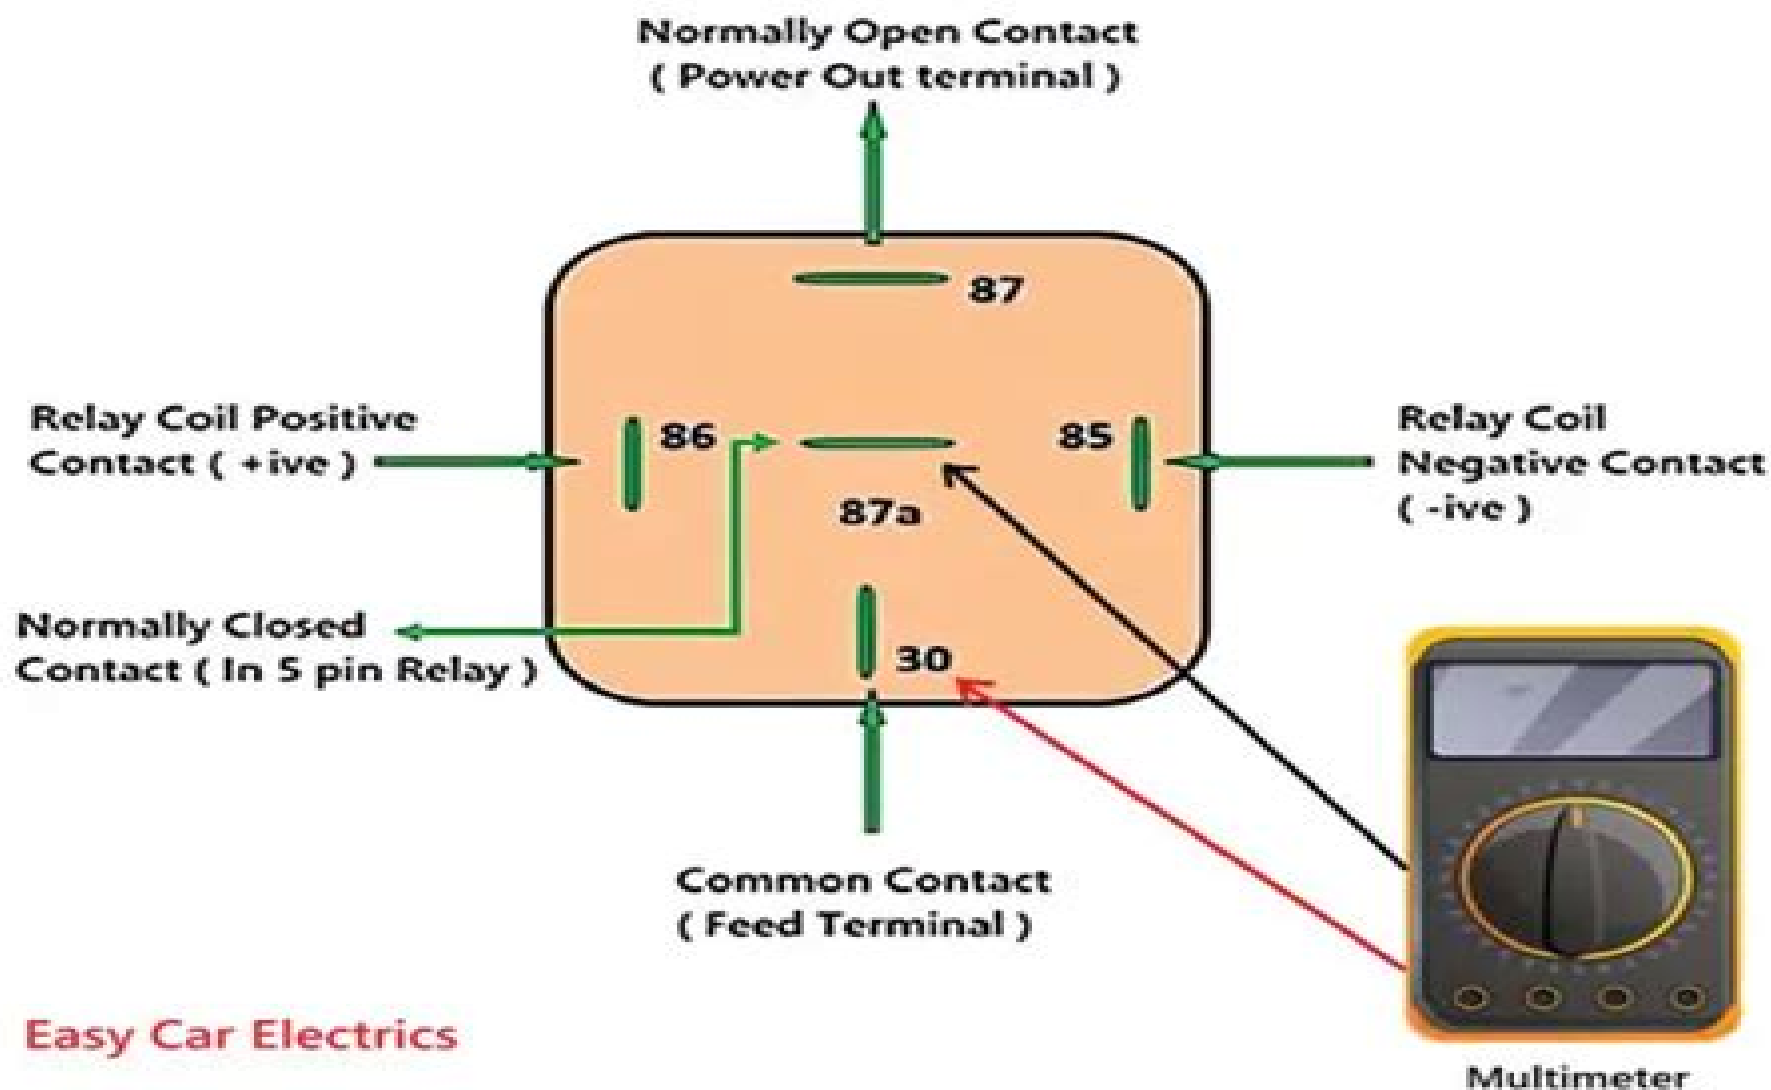 Normally Open Contact
( Power Out terminal )
87
Relay Coil Positive
Contact ( +ive )
86
85
Relay Coil
Negative Contact
( -ive )
87a
Normally Closed
Contact ( In 5 pin Relay )
30
Common Contact
( Feed Terminal )
Easy Car Electrics
Multimeter